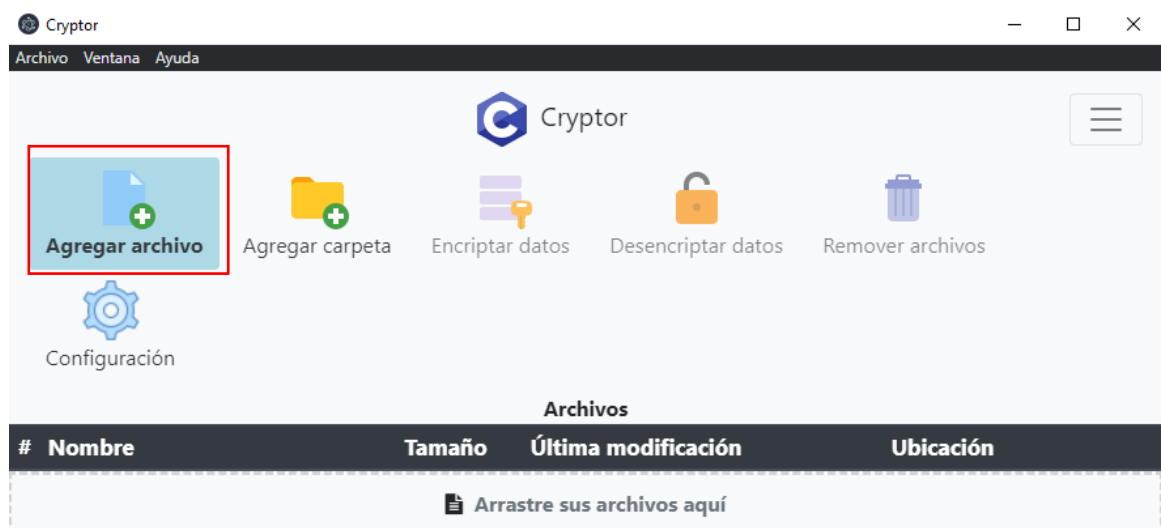 Cryptor
Archivo Ventana Ayuda
Cryptor
Agregar archivo Agregar carpeta Encriptar datos Desencriptar datos Remover archivos
Configuración
Archivos
# Nombre Tamaño Última modificación Ubicación
Arrastre sus archivos aquí